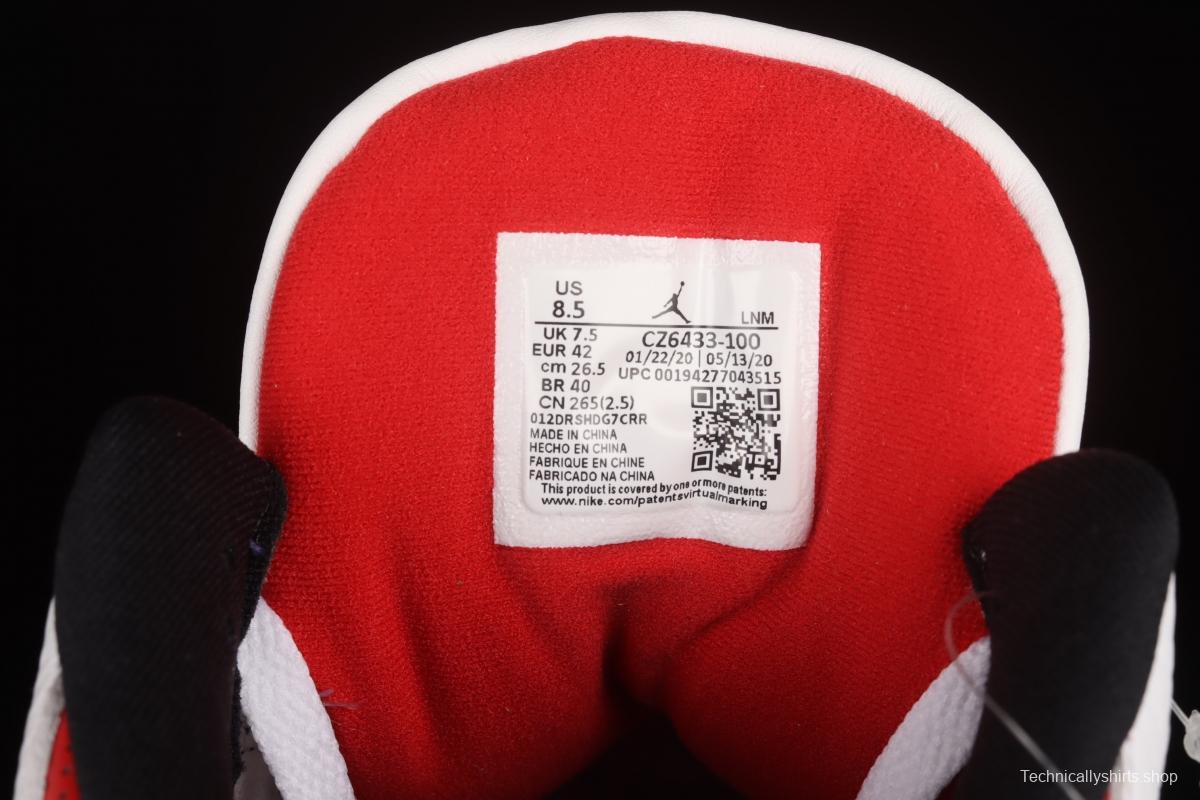 US
8.5
LNM
UK 7.5
EUR 42
cm 26.5
BR 40
CN 265(2.5)
CZ6433-100
01/22/20 | 05/13/20
UPC 00194277043515
012DRSHDG7CRR
MADE IN CHINA
HECHO EN CHINA
FABRIQUE EN CHINE
FABRICADO NA CHINA
This product is covered by one or more patents:
www.nike.com/patentsvirtualmarking
Technicallyshirts.shop